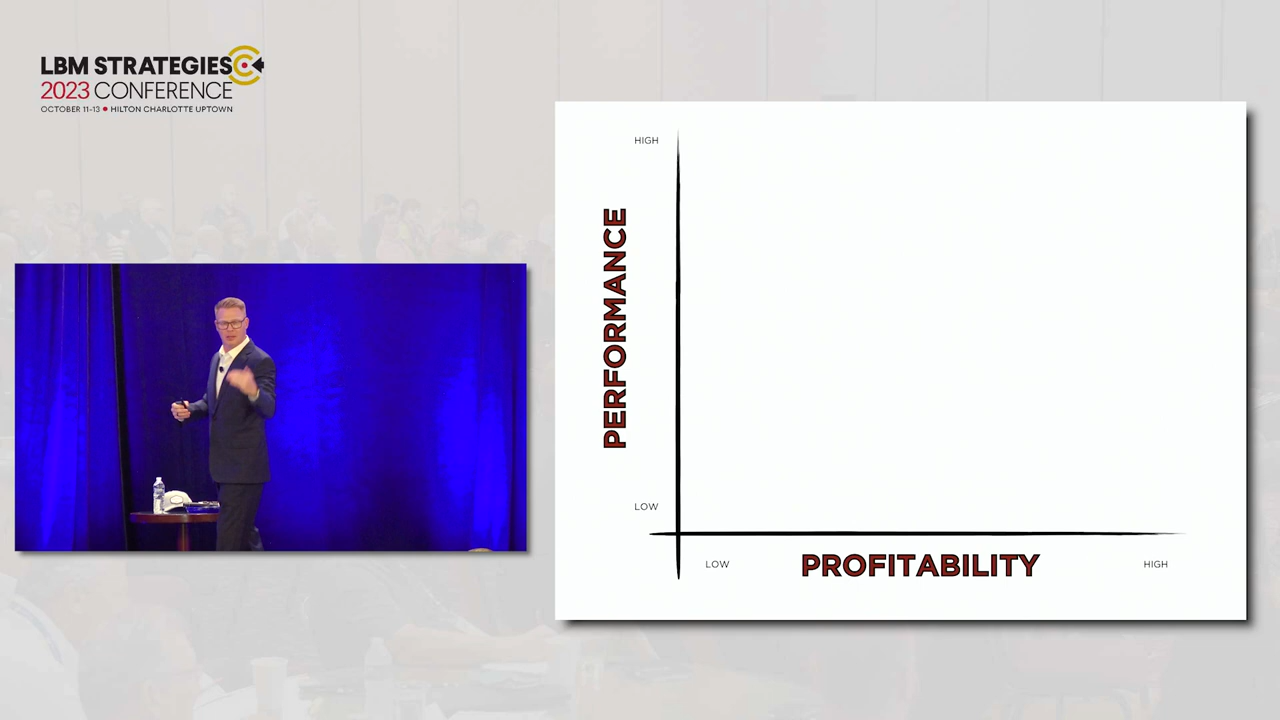 LBM STRATEGIES
2023 CONFERENCE
OCTOBER 11-13 • HILTON CHARLOTTE UPTOWN
HIGH
PERFORMANCE
LOW
LOW
PROFITABILITY
HIGH